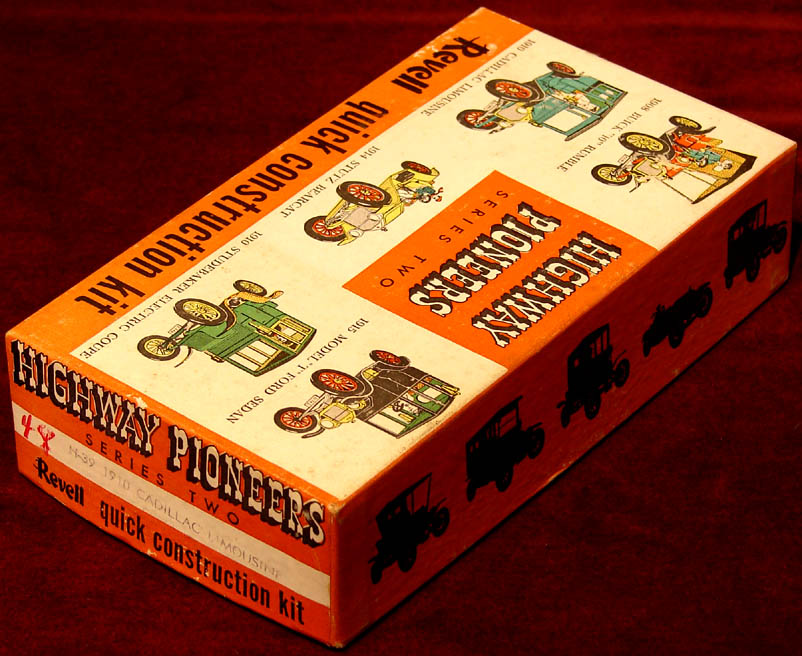 Revell quick construction kit
1910 CADILLAC LIMOUSINE
1908 BUICK "10" RUMBLE
1914 STUTZ BEARCAT
HIGHWAY
PIONEERS
SERIES TWO
1910 STUDEBAKER ELECTRIC COUPE
1915 MODEL "T" FORD SEDAN
HIGHWAY PIONEERS
SERIES TWO
H-39 1910 CADILLAC LIMOUSINE
Revell quick construction kit